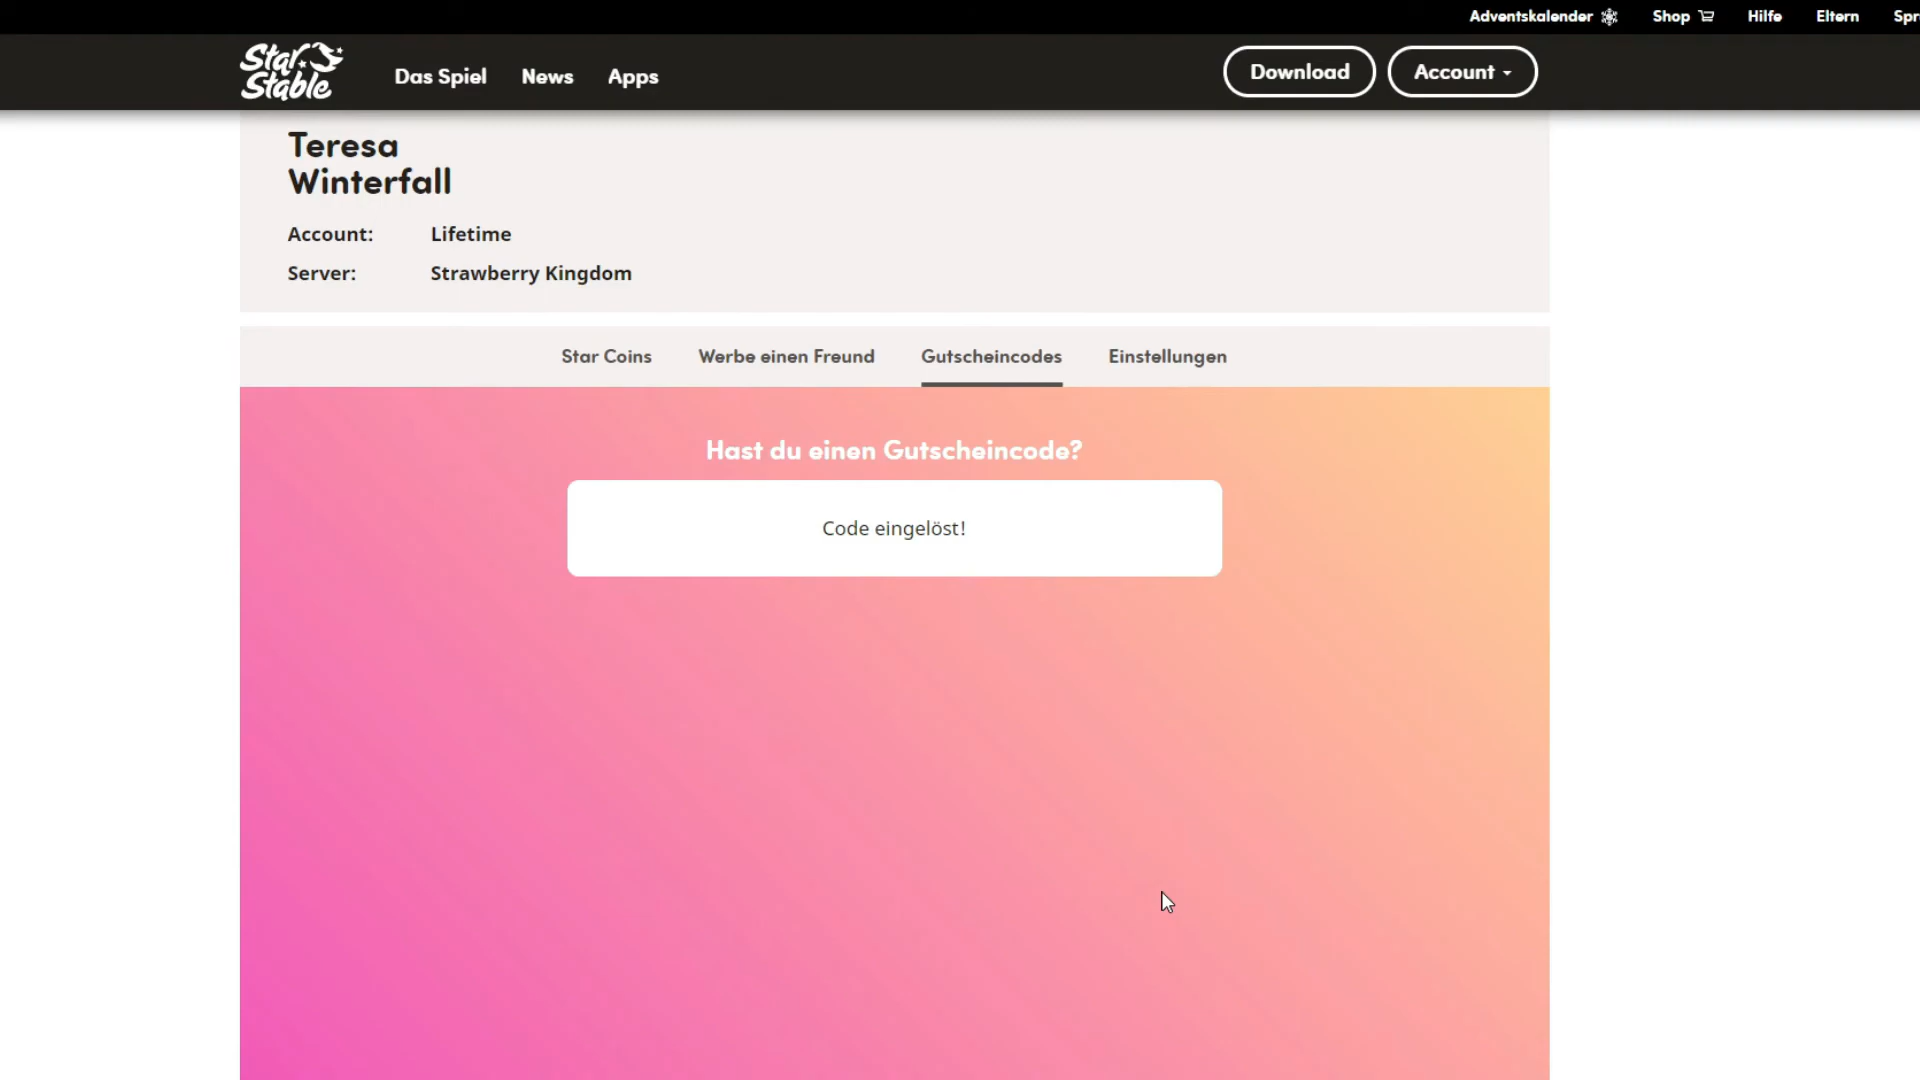 Adventskalender Shop Hilfe Eltern Spr
Star Stable
Das Spiel News Apps Download Account
Teresa
Winterfall
Account: Lifetime
Server: Strawberry Kingdom
Star Coins Werbe einen Freund Gutscheincodes Einstellungen
Hast du einen Gutscheincode?
Code eingelöst!